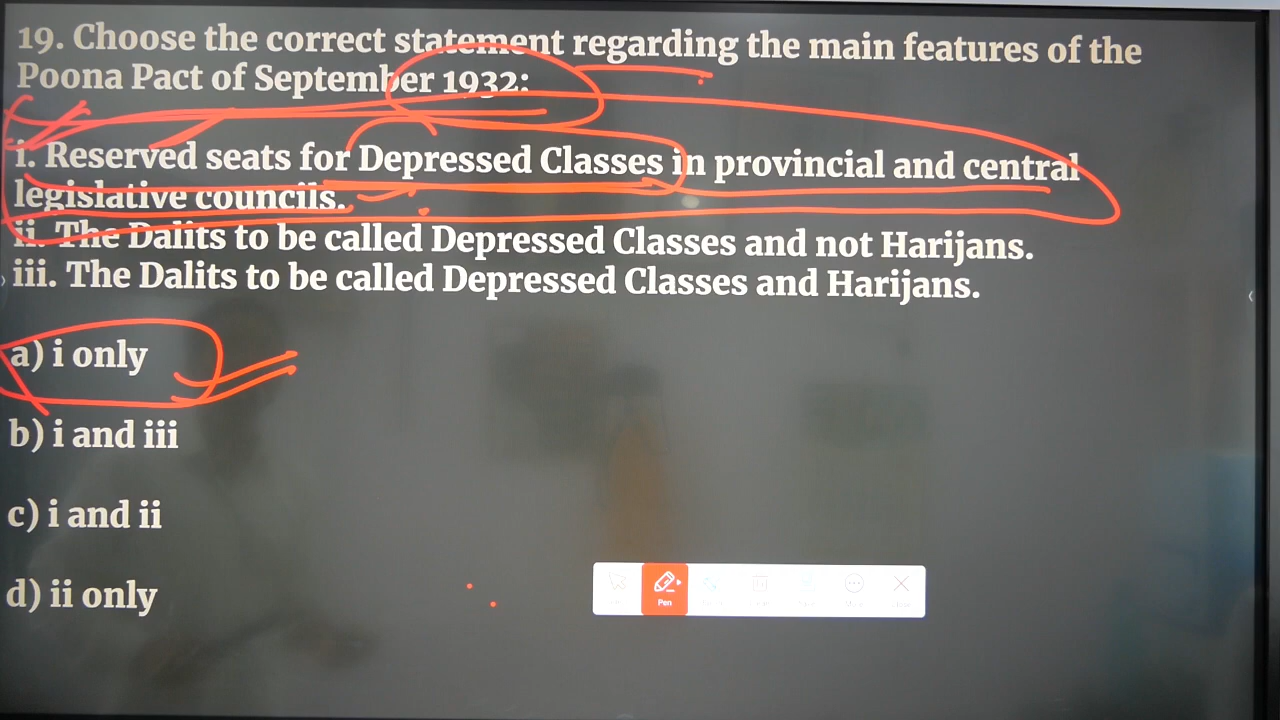 19. Choose the correct statement regarding the main features of the
Poona Pact of September 1932:
i. Reserved seats for Depressed Classes in provincial and central
legislative councils.
ii. The Dalits to be called Depressed Classes and not Harijans.
iii. The Dalits to be called Depressed Classes and Harijans.
a) i only
b) i and iii
c) i and ii
d) ii only
Pen